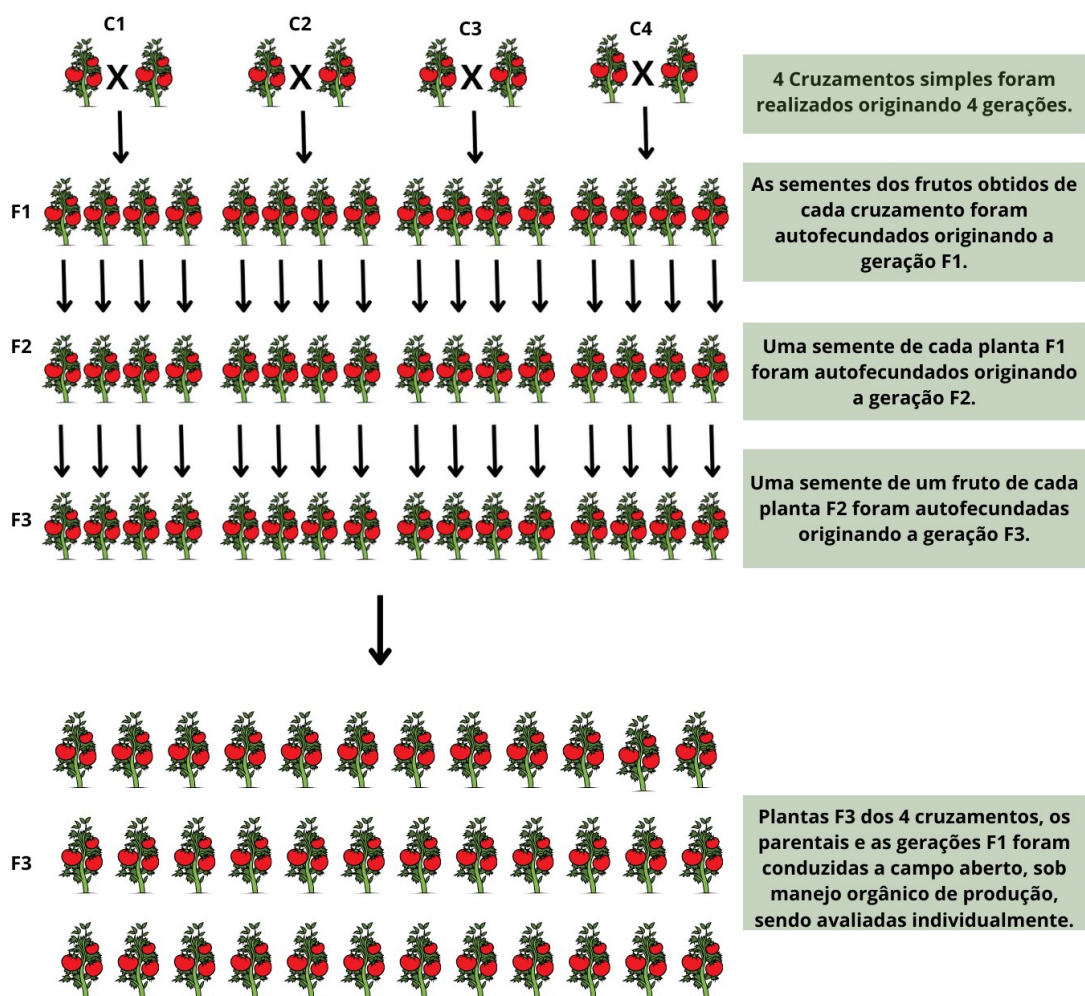 C1
C2
C3
C4
X
X
X
X
4 Cruzamentos simples foram
realizados originando 4 gerações.
F1
As sementes dos frutos obtidos de
cada cruzamento foram
autofecundados originando a
geração F1.
F2
Uma semente de cada planta F1
foram autofecundados originando
a geração F2.
F3
Uma semente de um fruto de cada
planta F2 foram autofecundadas
originando a geração F3.
F3
Plantas F3 dos 4 cruzamentos, os
parentais e as gerações F1 foram
conduzidas a campo aberto, sob
manejo orgânico de produção,
sendo avaliadas individualmente.